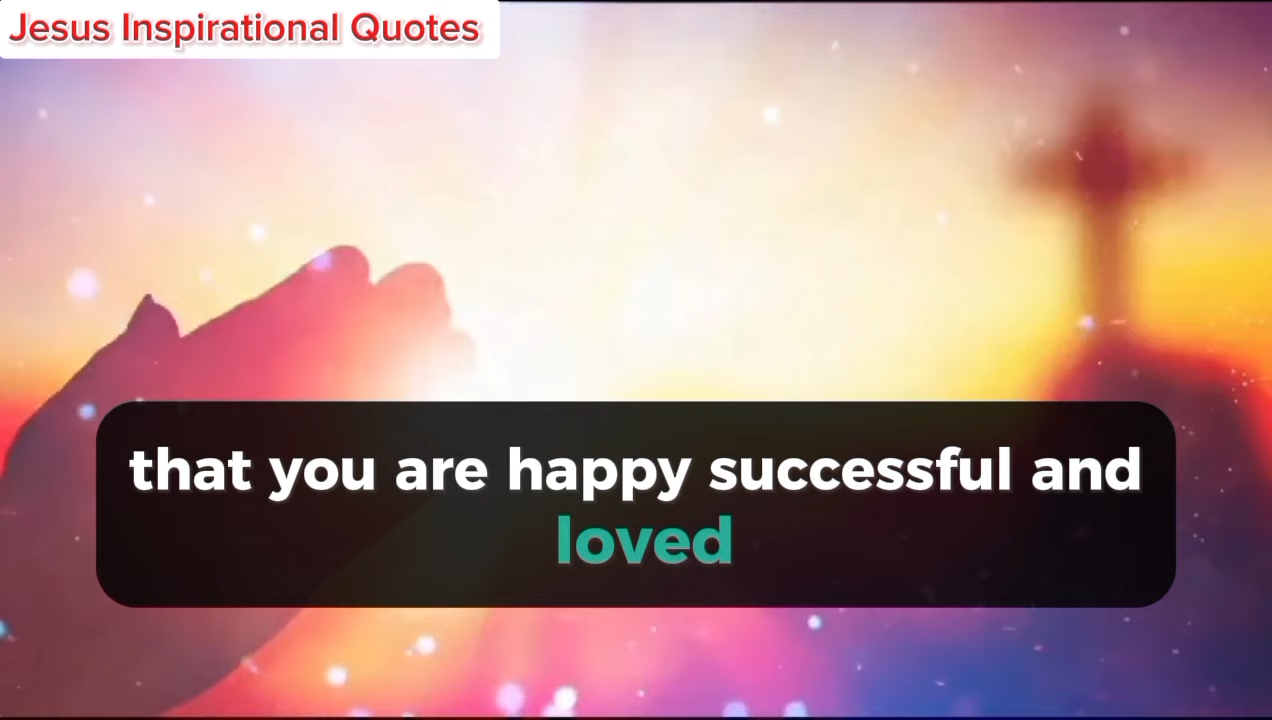 Jesus Inspirational Quotes
that you are happy successful and
loved